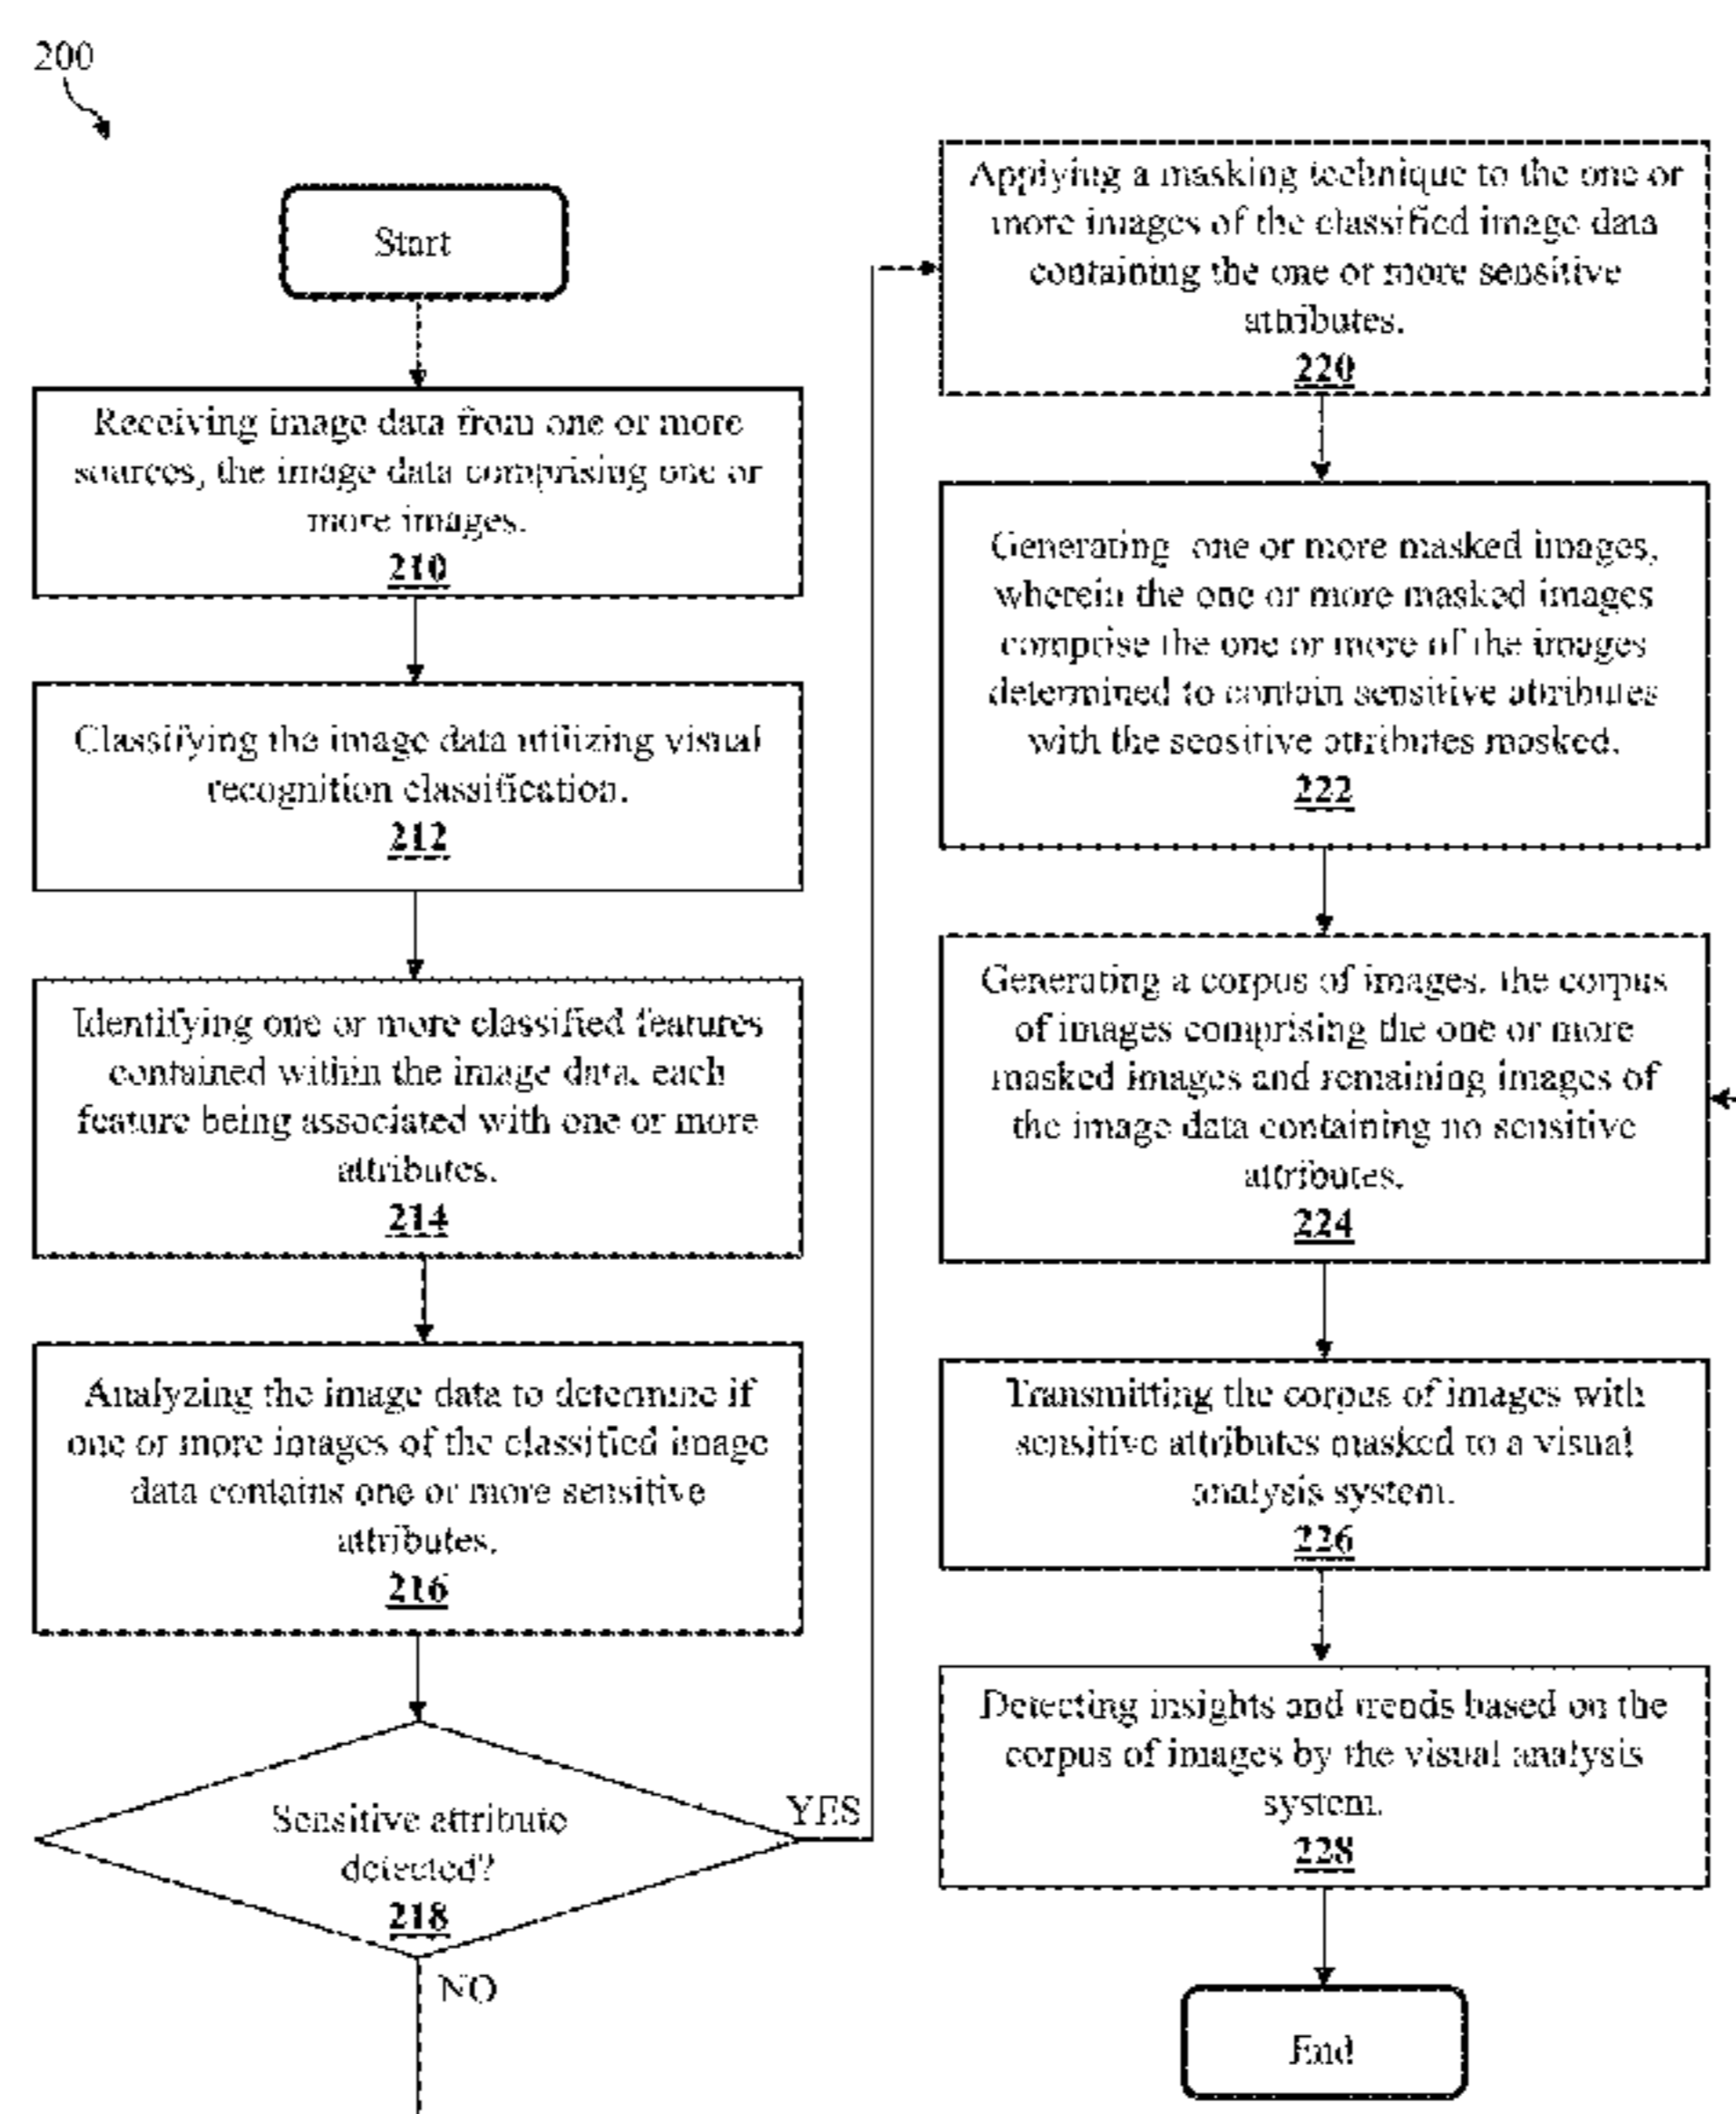 200
Start
Receiving image data from one or more
sources, the image data comprising one or
more images.
210
Classifying the image data utilizing visual
recognition classification.
212
Identifying one or more classified features
contained within the image data, each
feature being associated with one or more
attributes.
214
Analyzing the image data to determine if
one or more images of the classified image
data contains one or more sensitive
attributes.
216
Sensitive attribute
detected?
218
YES
NO
Applying a masking technique to the one or
more images of the classified image data
containing the one or more sensitive
attributes.
220
Generating one or more masked images,
wherein the one or more masked images
comprise the one or more of the images
determined to contain sensitive attributes
with the sensitive attributes masked.
222
Generating a corpus of images, the corpus
of images comprising the one or more
masked images and remaining images of
the image data containing no sensitive
attributes.
224
Transmitting the corpus of images with
sensitive attributes masked to a visual
analysis system.
226
Detecting insights and trends based on the
corpus of images by the visual analysis
system.
228
End